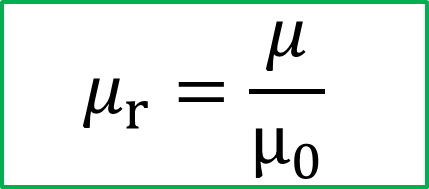 μr = μ / μ0